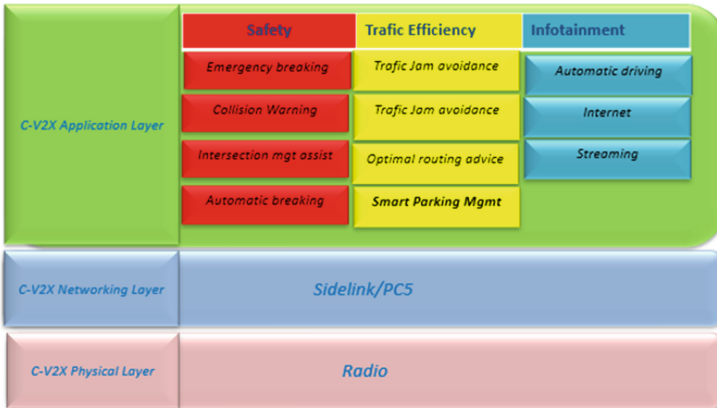 Safety
Trafic Efficiency
Infotainment
C-V2X Application Layer
Emergency breaking
Trafic Jam avoidance
Automatic driving
Collision Warning
Trafic Jam avoidance
Internet
Intersection mgt assist
Optimal routing advice
Streaming
Automatic breaking
Smart Parking Mgmt
C-V2X Networking Layer
Sidelink/PC5
C-V2X Physical Layer
Radio